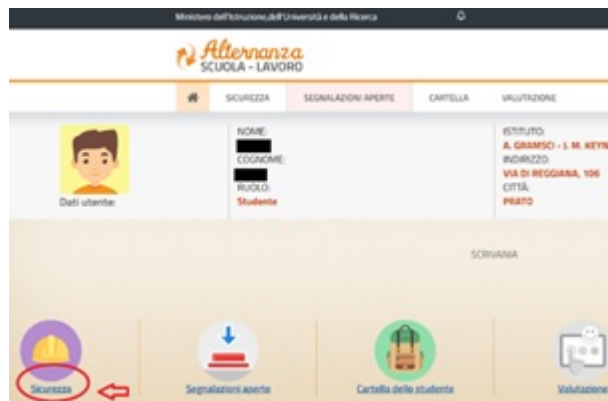 Ministero dell'Istruzione,dell'Università e della Ricerca
Alternanza
SCUOLA - LAVORO
SICUREZZA SEGNALAZIONI APERTE CARTELLA VALUTAZIONE
NOME:
COGNOME:
RUOLO:
Studente
Dati utente:
ISTITUTO:
A. GRAMSCI - J. M. KEYN
INDIRIZZO:
VIA DI REGGIANA, 106
CITTÀ:
PRATO
SCRIVANIA
Sicurezza Segnalazioni aperte Cartella dello studente Valutazione